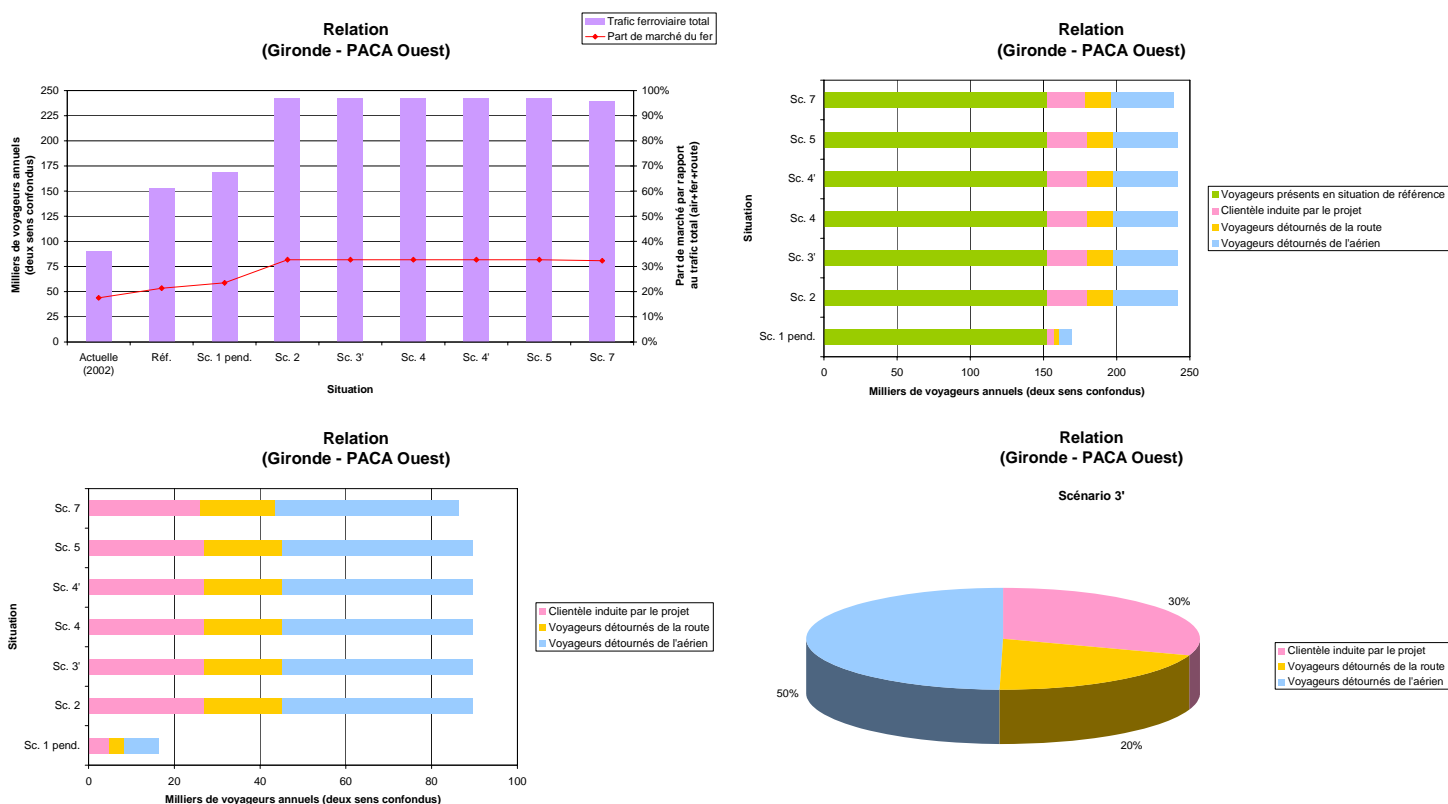 Relation
(Gironde - PACA Ouest)
Trafic ferroviaire total
Part de marché du fer
Milliers de voyageurs annuels
(deux sens confondus)
250
225
200
175
150
125
100
75
50
25
0
100%
90%
80%
70%
60%
50%
40%
30%
20%
10%
0%
Part de marché par rapport
au trafic total (air+fer+route)
Actuelle
(2002)
Réf.
Sc. 1 pend.
Sc. 2
Sc. 3'
Sc. 4
Sc. 4'
Sc. 5
Sc. 7
Situation
Relation
(Gironde - PACA Ouest)
Situation
Sc. 7
Sc. 5
Sc. 4'
Sc. 4
Sc. 3'
Sc. 2
Sc. 1 pend.
0 50 100 150 200 250
Milliers de voyageurs annuels (deux sens confondus)
Voyageurs présents en situation de référence
Clientèle induite par le projet
Voyageurs détournés de la route
Voyageurs détournés de l'aérien
Relation
(Gironde - PACA Ouest)
Situation
Sc. 7
Sc. 5
Sc. 4'
Sc. 4
Sc. 3'
Sc. 2
Sc. 1 pend.
0 20 40 60 80 100
Milliers de voyageurs annuels (deux sens confondus)
Clientèle induite par le projet
Voyageurs détournés de la route
Voyageurs détournés de l'aérien
Relation
(Gironde - PACA Ouest)
Scénario 3'
30%
50%
20%
Clientèle induite par le projet
Voyageurs détournés de la route
Voyageurs détournés de l'aérien